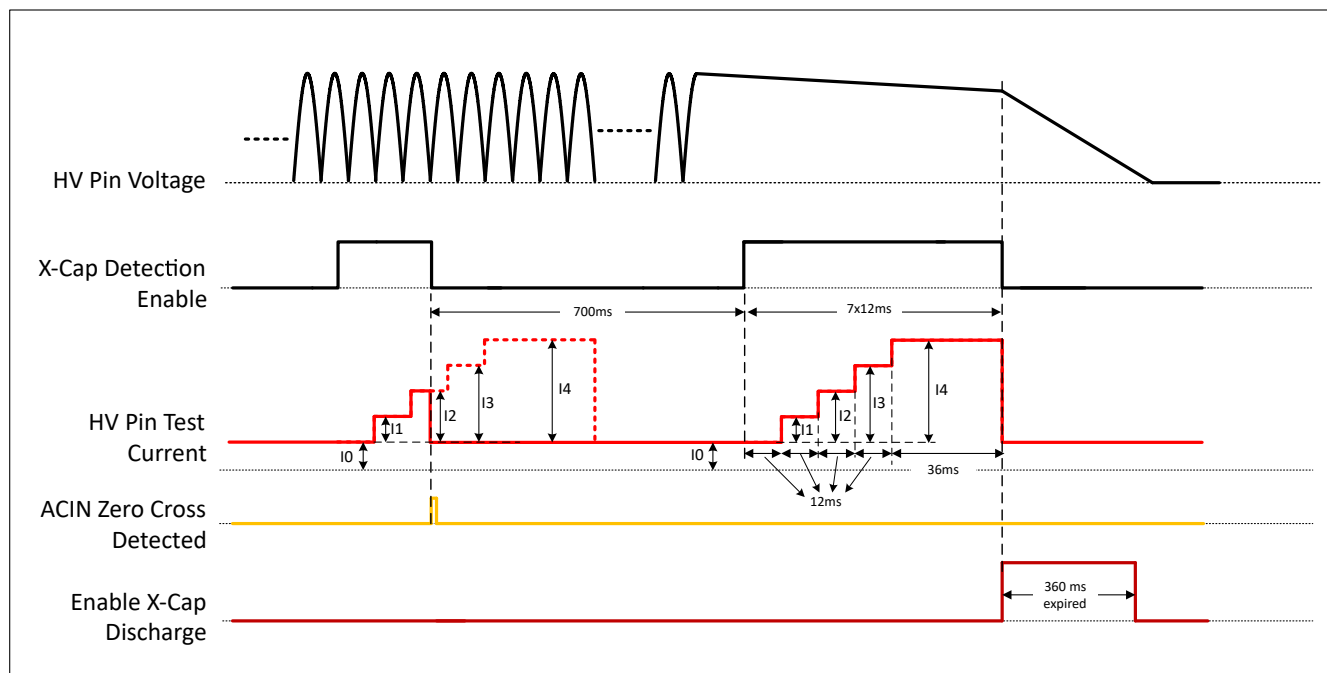 HV Pin Voltage
X-Cap Detection
Enable
700ms
7x12ms
HV Pin Test
Current
I0
I1
I2
I3
I4
I0
I1
I2
I3
I4
12ms
36ms
ACIN Zero Cross
Detected
Enable X-Cap
Discharge
360 ms
expired